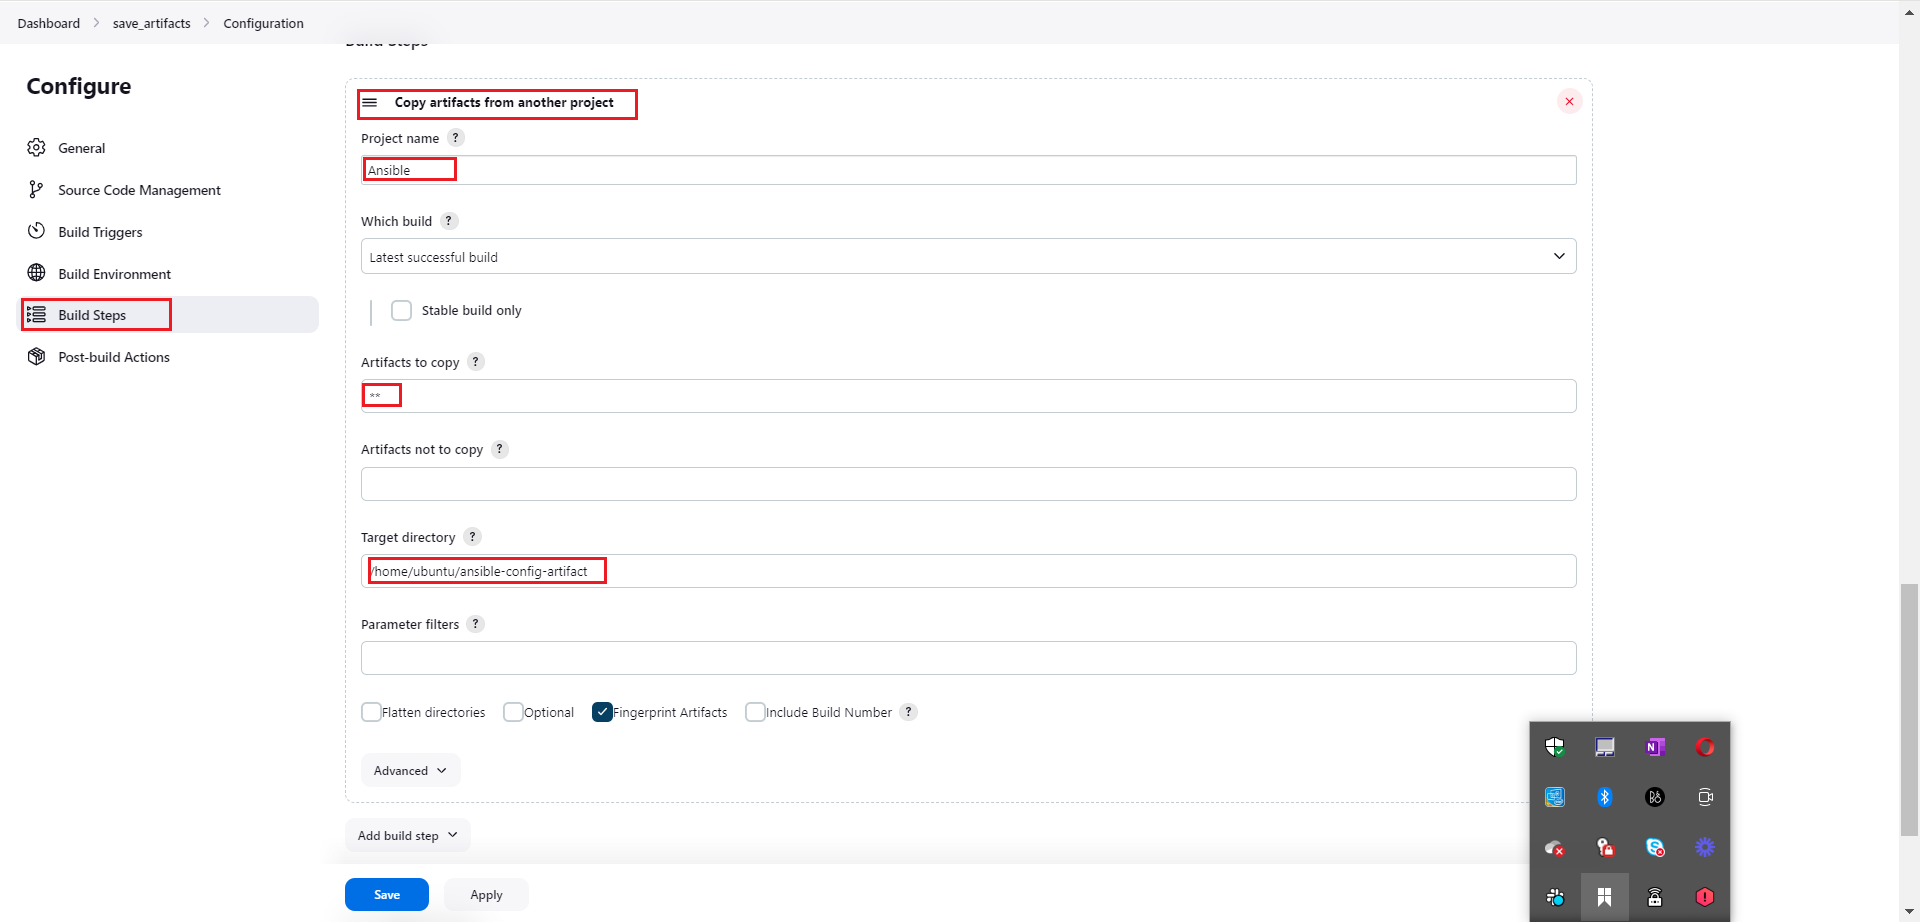 Dashboard > save_artifacts > Configuration
Build Steps
Configure
General
Source Code Management
Build Triggers
Build Environment
Build Steps
Post-build Actions
Copy artifacts from another project
Project name ?
Ansible
Which build ?
Latest successful build
Stable build only
Artifacts to copy ?
**
Artifacts not to copy ?
Target directory ?
/home/ubuntu/ansible-config-artifact
Parameter filters ?
Flatten directories Optional Fingerprint Artifacts Include Build Number ?
Advanced
Add build step
Save Apply